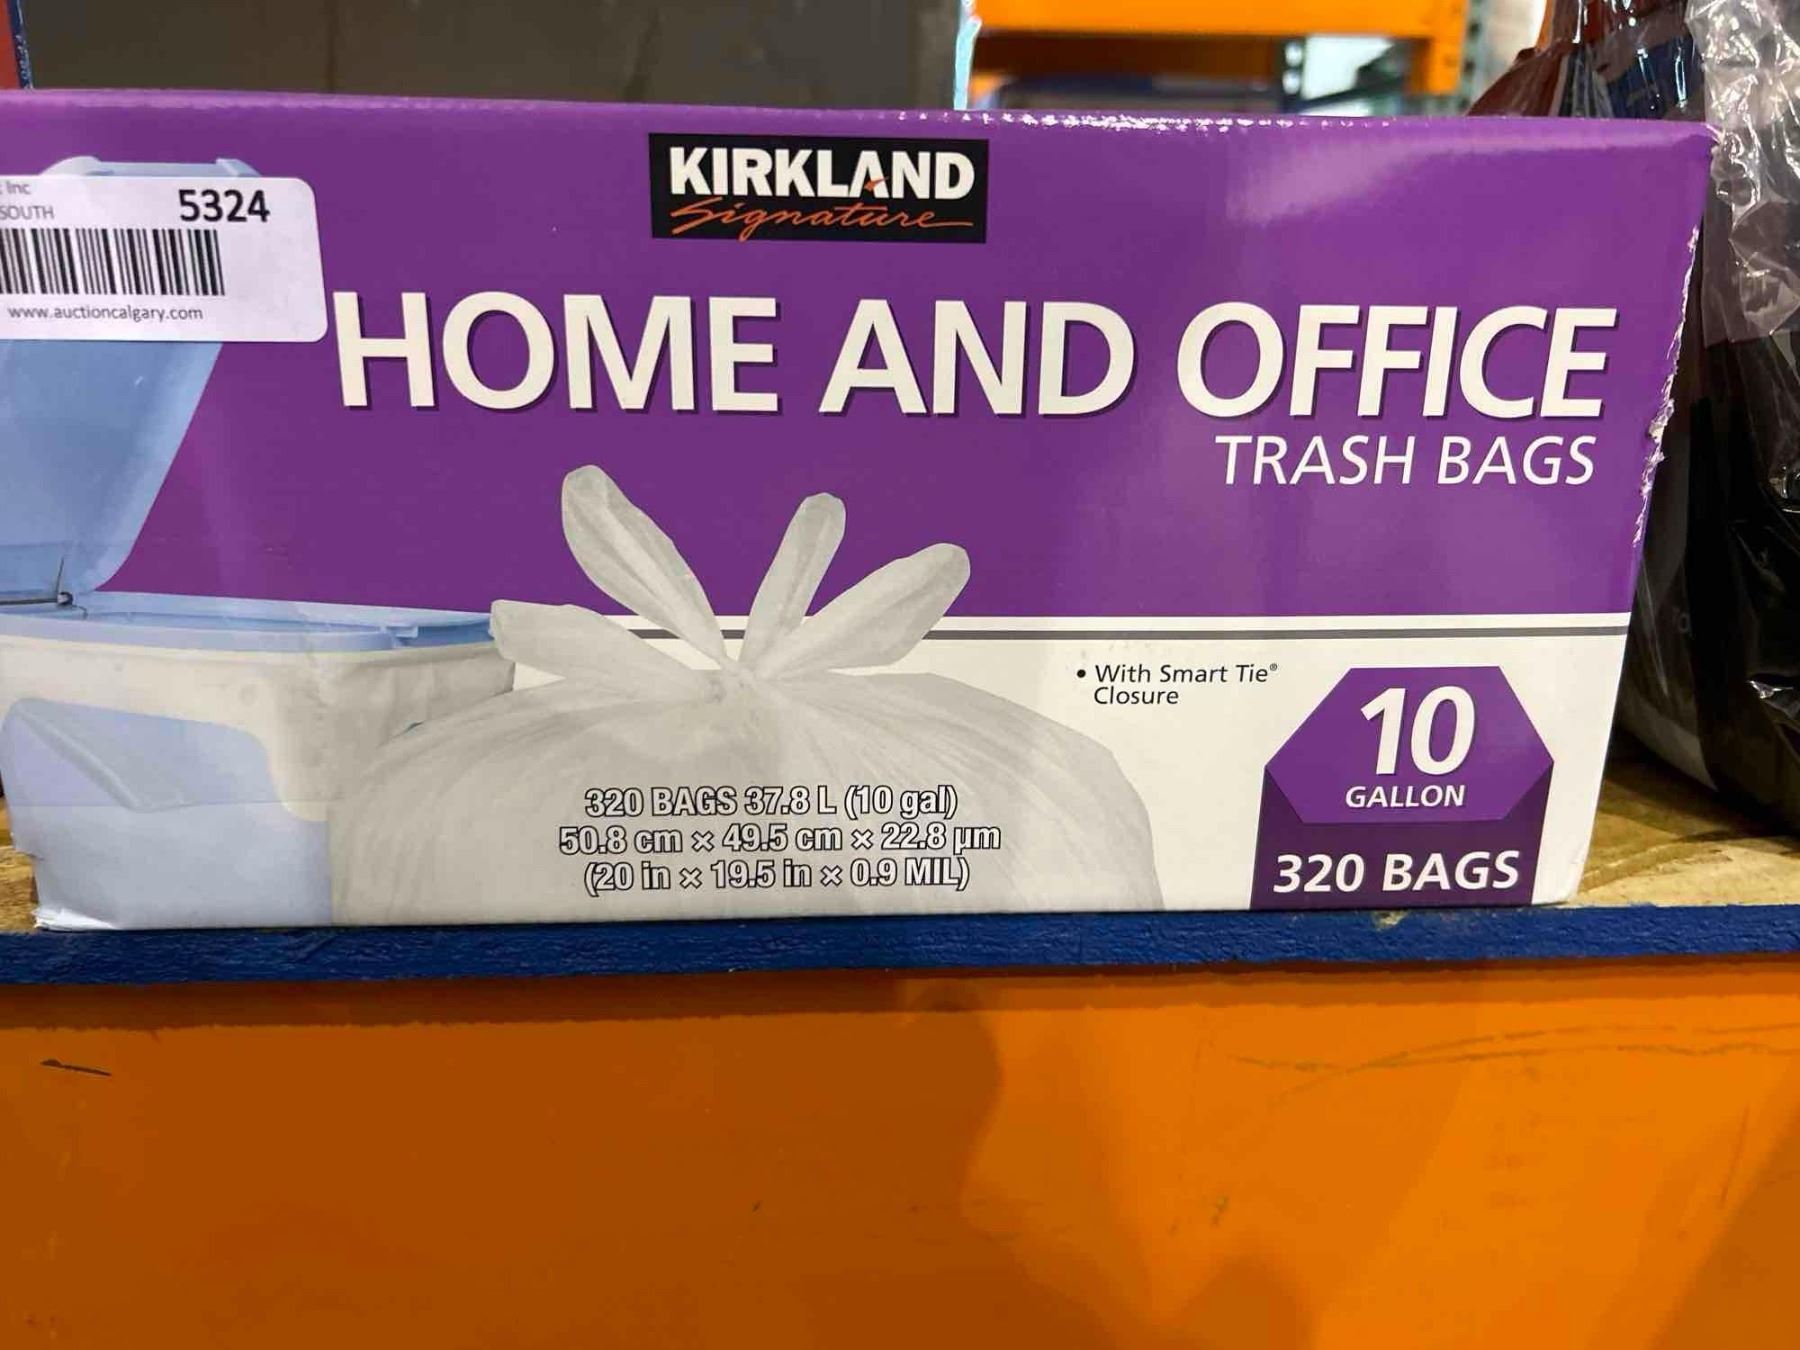 Inc
SOUTH
5324
www.auctioncalgary.com
KIRKLAND
Signature
HOME AND OFFICE
TRASH BAGS
• With Smart Tie®
Closure
10
GALLON
320 BAGS
320 BAGS 37.8 L (10 gal)
50.8 cm × 49.5 cm × 22.8 µm
(20 in × 19.5 in × 0.9 MIL)